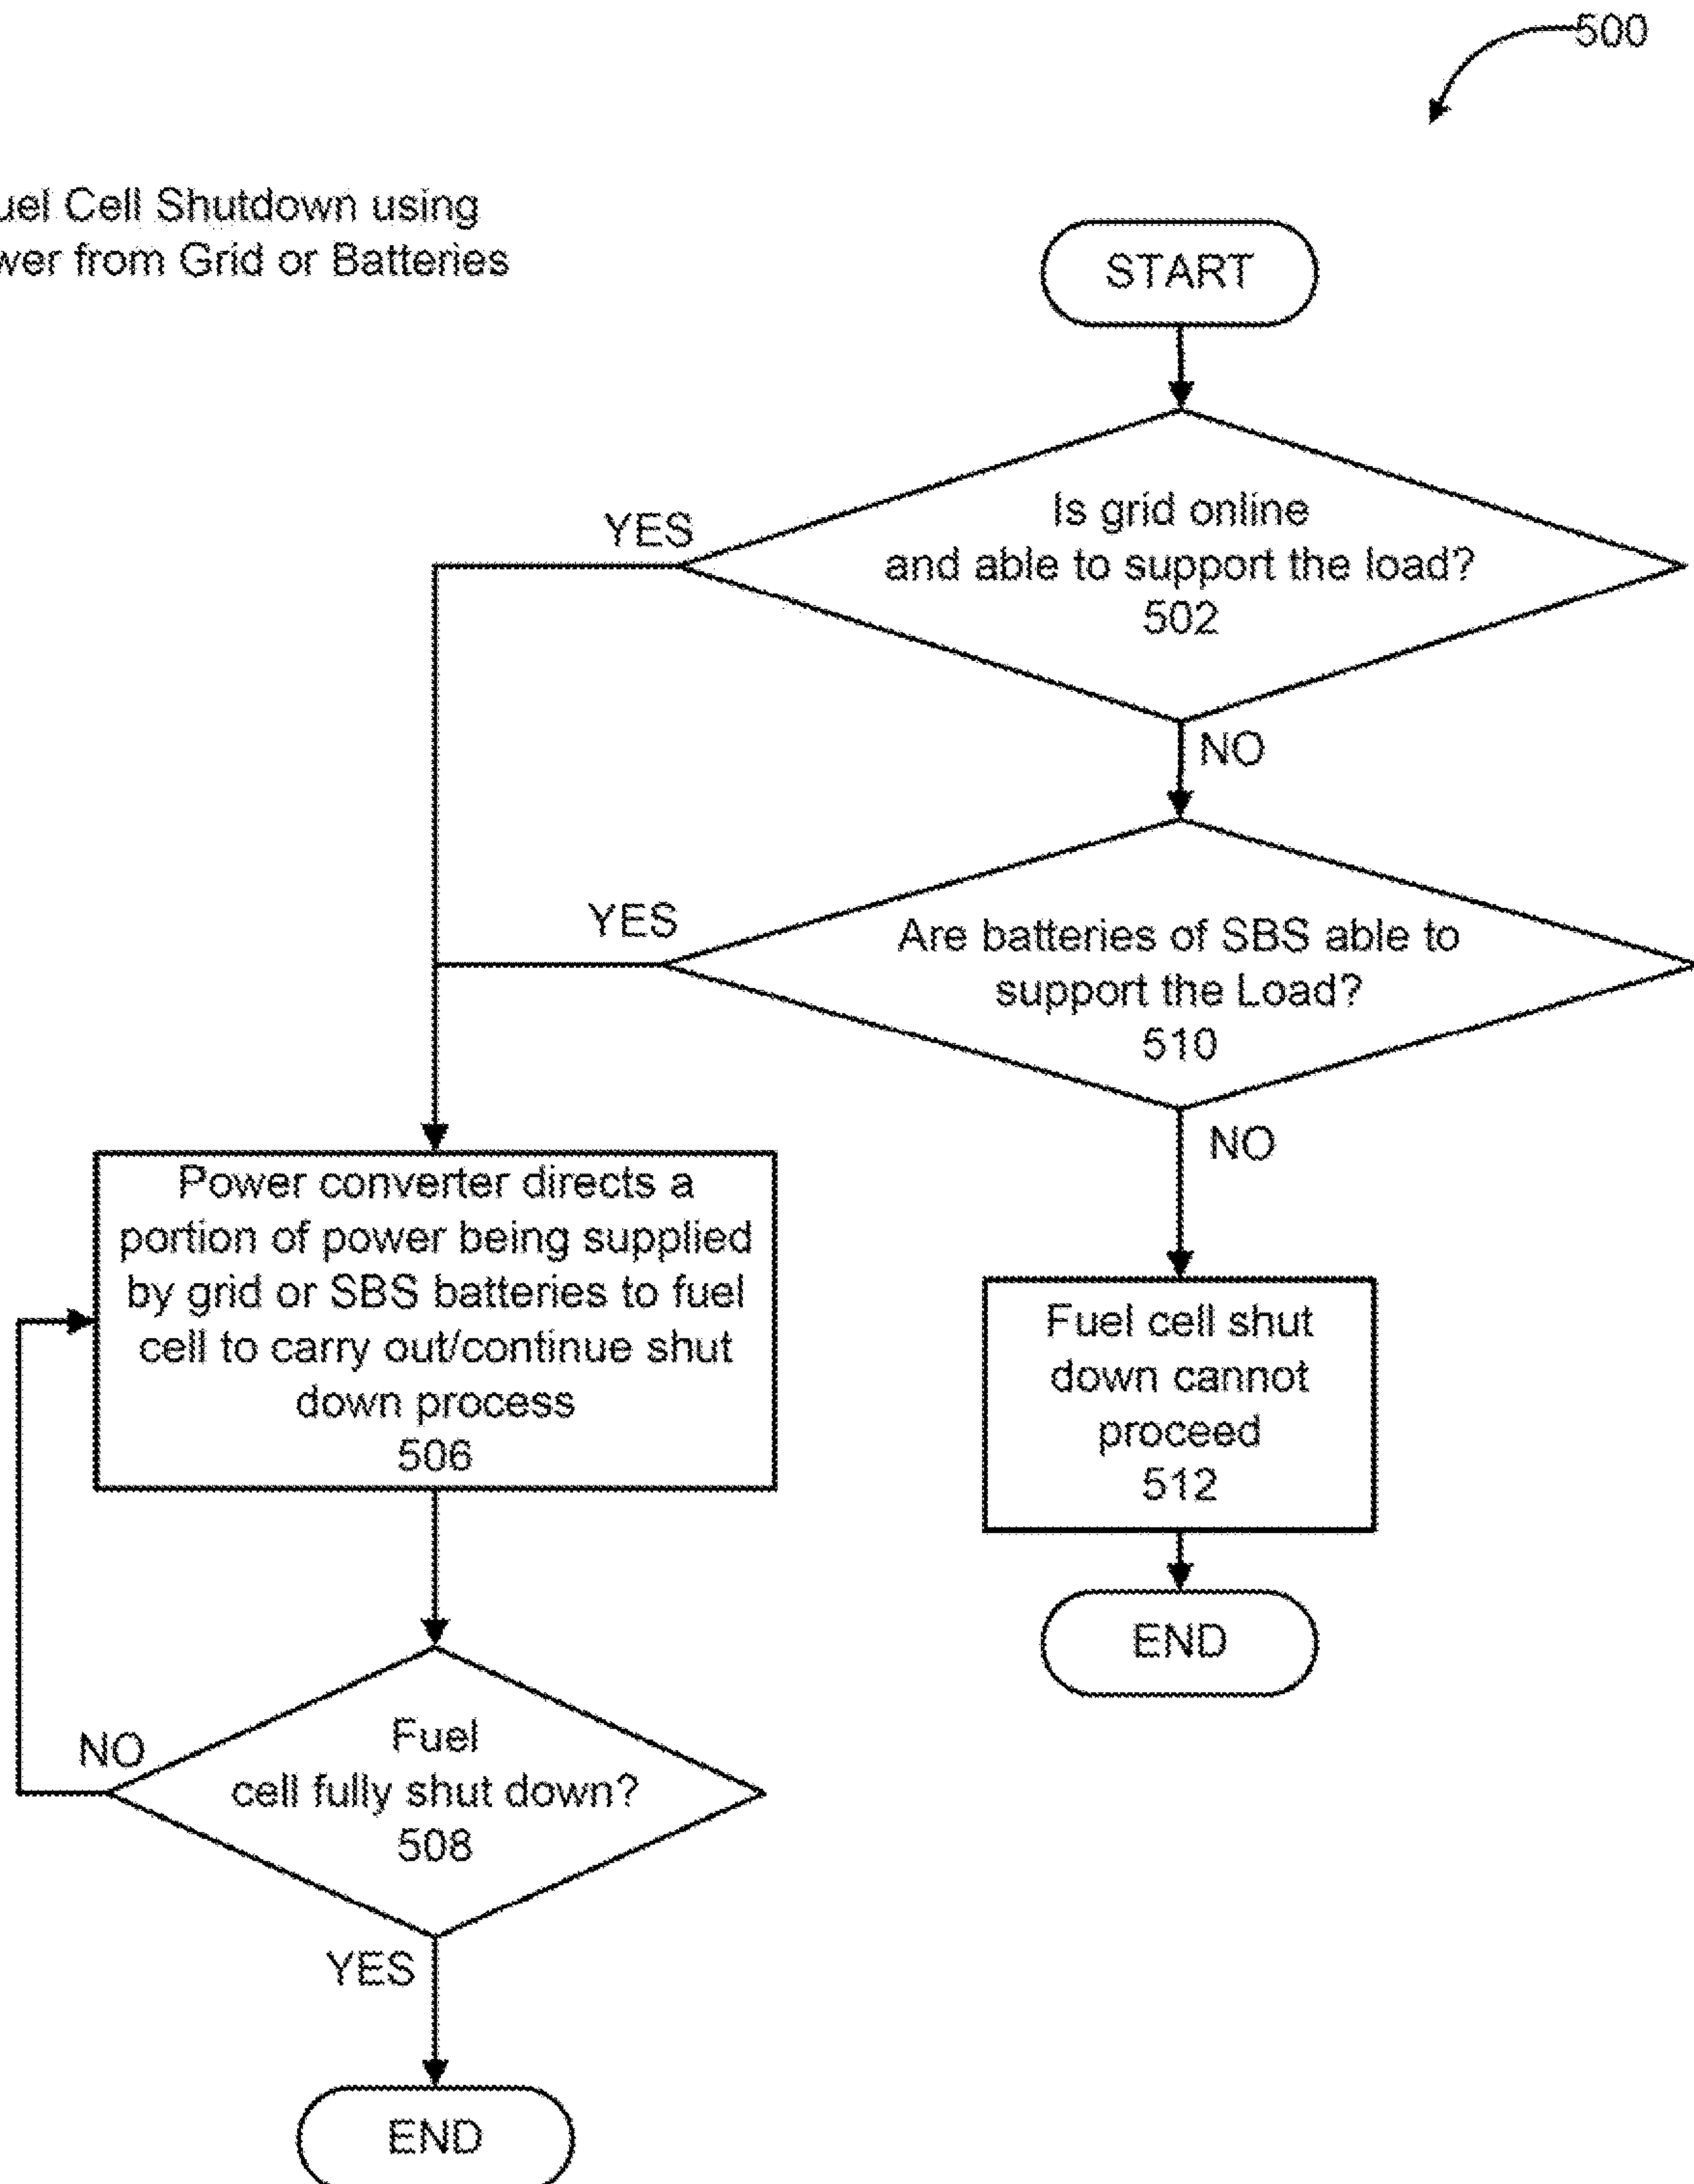 500
uel Cell Shutdown using
wer from Grid or Batteries
START
Is grid online
and able to support the load?
502
YES
NO
Are batteries of SBS able to
support the Load?
510
YES
NO
Power converter directs a
portion of power being supplied
by grid or SBS batteries to fuel
cell to carry out/continue shut
down process
506
Fuel cell shut
down cannot
proceed
512
END
Fuel
cell fully shut down?
508
NO
YES
END